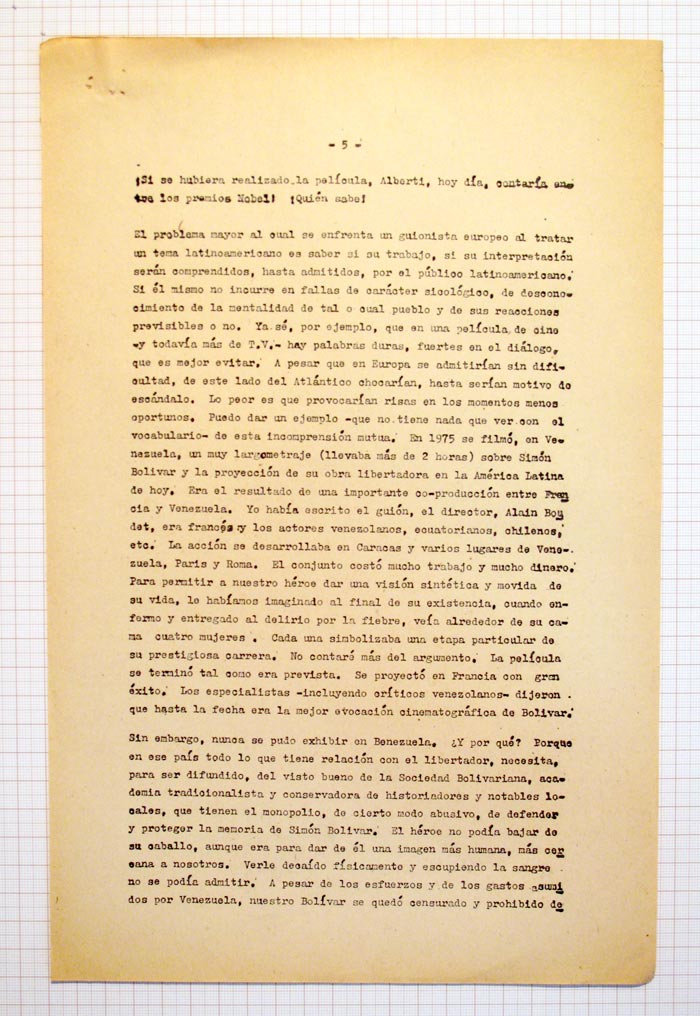 - 5 -
¡Si se hubiera realizado la película, Alberti, hoy día, contaría en-
tre los premios Nobel! ¡Quién sabe!
El problema mayor al cual se enfrenta un guionista europeo al tratar
un tema latinoamericano es saber si su trabajo, si su interpretación
serán comprendidos, hasta admitidos, por el público latinoamericano.
Si él mismo no incurre en fallas de carácter sicológico, de descono-
cimiento de la mentalidad de tal o cual pueblo y de sus reacciones
previsibles o no. Ya sé, por ejemplo, que en una película de cine
-y todavía más de T.V.- hay palabras duras, fuertes en el diálogo,
que es mejor evitar. A pesar que en Europa se admitirían sin difi-
cultad, de este lado del Atlántico chocarían, hasta serían motivo de
escándalo. Lo peor es que provocarían risas en los momentos menos
oportunos. Puedo dar un ejemplo -que no tiene nada que ver con el
vocabulario- de esta incomprensión mutua. En 1975 se filmó, en Ve-
nezuela, un muy largometraje (llevaba más de 2 horas) sobre Simón
Bolivar y la proyección de su obra libertadora en la América Latina
de hoy. Era el resultado de una importante co-producción entre Fran
cia y Venezuela. Yo había escrito el guión, el director, Alain Bou
det, era francés y los actores venezolanos, ecuatorianos, chilenos,
etc. La acción se desarrollaba en Caracas y varios lugares de Vene-
zuela, Paris y Roma. El conjunto costó mucho trabajo y mucho dinero.
Para permitir a nuestro héroe dar una visión sintética y movida de
su vida, le habíamos imaginado al final de su existencia, cuando en-
fermo y entregado al delirio por la fiebre, veía alrededor de su ca-
ma cuatro mujeres . Cada una simbolizaba una etapa particular de
su prestigiosa carrera. No contaré más del argumento. La película
se terminó tal como era prevista. Se proyectó en Francia con gran
éxito. Los especialistas -incluyendo críticos venezolanos- dijeron
que hasta la fecha era la mejor evocación cinematográfica de Bolivar.
Sin embargo, nunca se pudo exhibir en Benezuela. ¿Y por qué? Porque
en ese país todo lo que tiene relación con el libertador, necesita,
para ser difundido, del visto bueno de la Sociedad Bolivariana, aca-
demia tradicionalista y conservadora de historiadores y notables lo-
cales, que tienen el monopolio, de cierto modo abusivo, de defender
y proteger la memoria de Simón Bolivar. El héroe no podía bajar de
su caballo, aunque era para dar de él una imagen más humana, más cer
cana a nosotros. Verle decaído físicamente y escupiendo la sangre
no se podía admitir. A pesar de los esfuerzos y de los gastos asumi
dos por Venezuela, nuestro Bolívar se quedó censurado y prohibido de